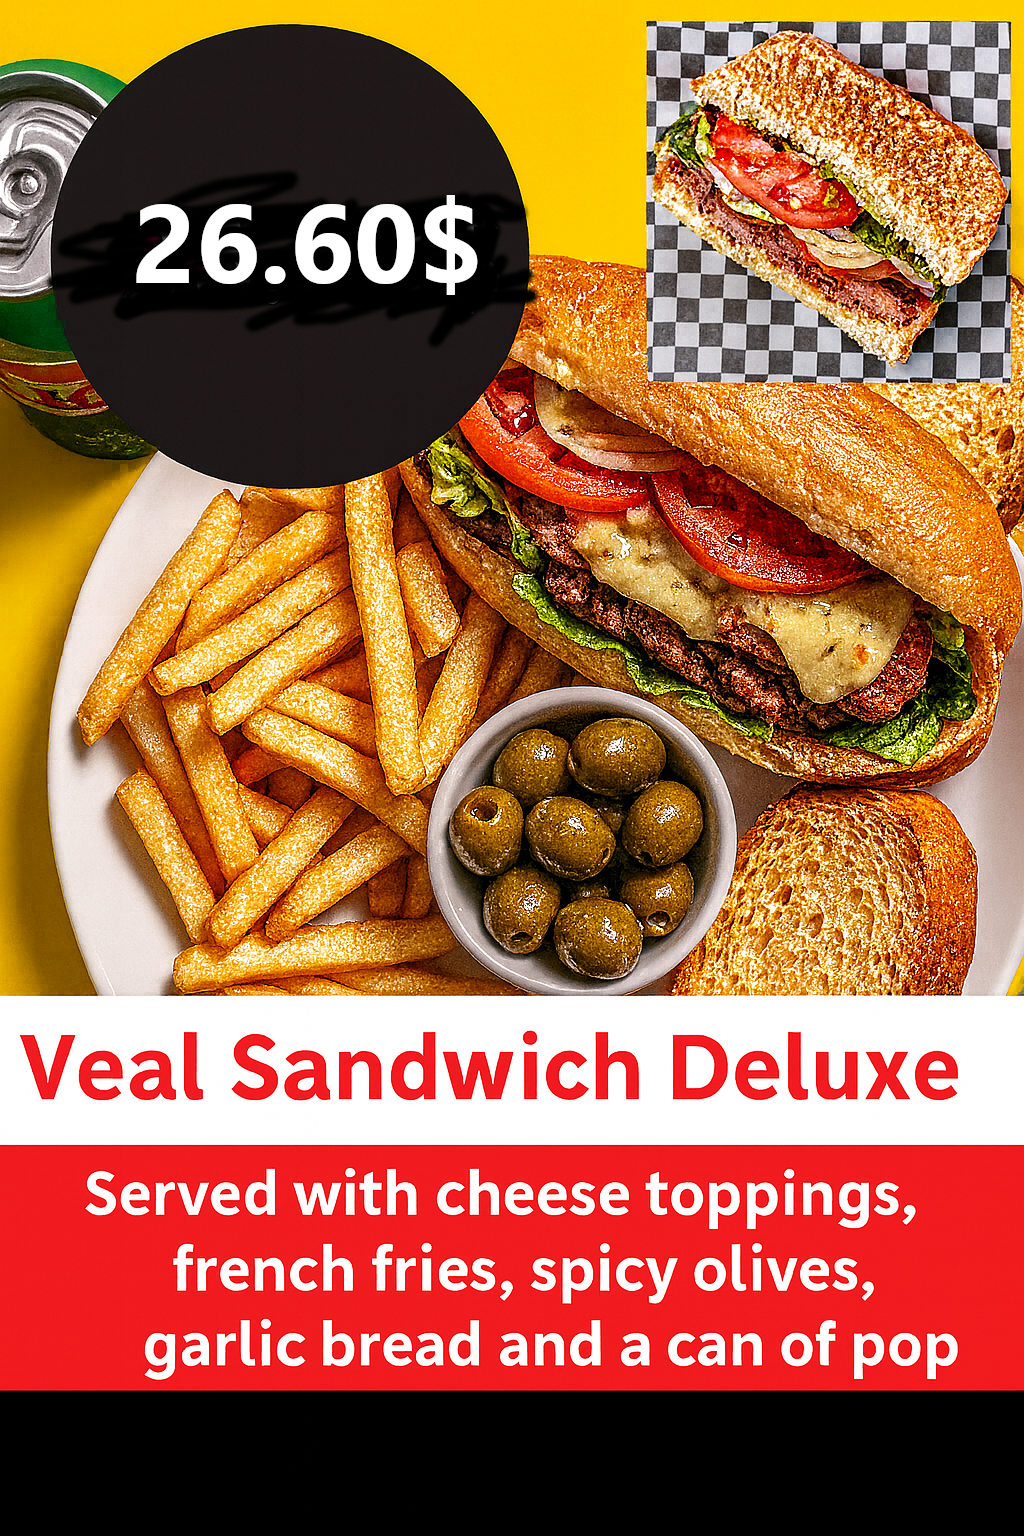 26.60$
Veal Sandwich Deluxe
Served with cheese toppings,
french fries, spicy olives,
garlic bread and a can of pop